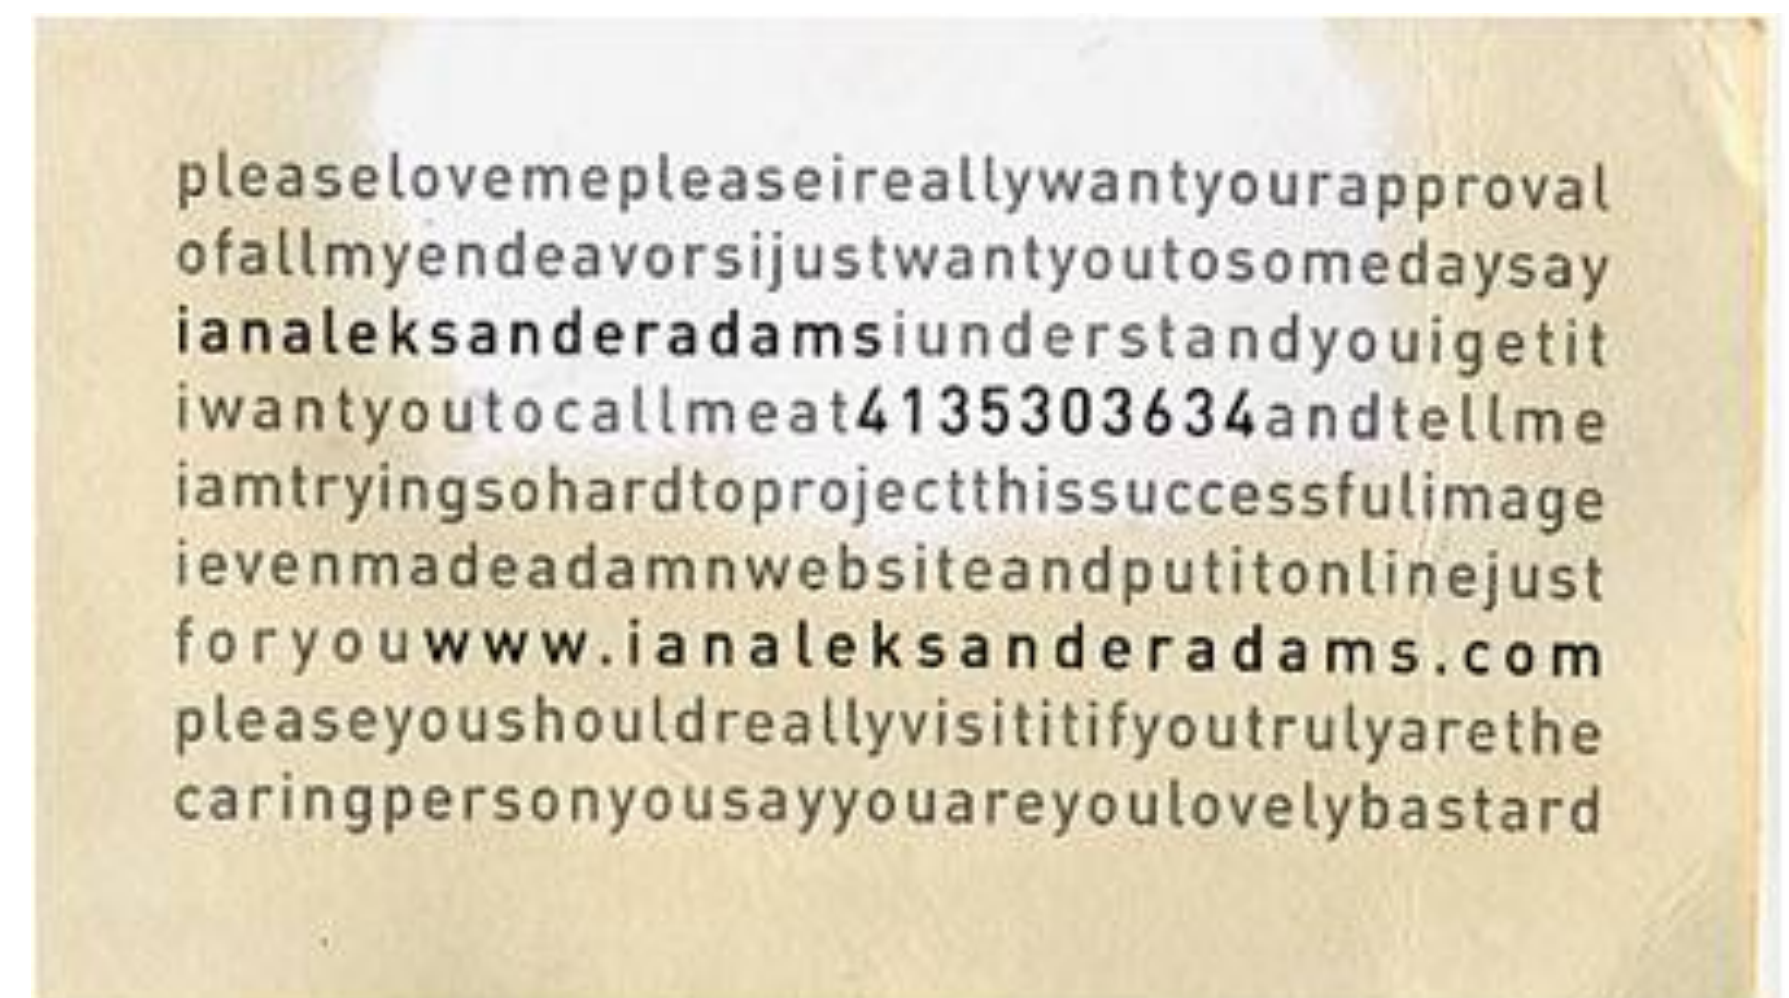 pleaselovemepleaseireallywantyourapproval
ofallmyendeavorsijustwantyoutosomedaysay
ianaleksanderadamsiunderstandyouigetit
iwantyoutocallmeat4135303634andtellme
iamtryingsohardtoprojectthissuccessfulimage
ievenmadeadamnwebsiteandputitonlinejust
foryouwww.ianaleksanderadams.com
pleaseyoushouldreallyvisititifyoutrulyarethe
caringpersonyousayyouareyoulovelybastard